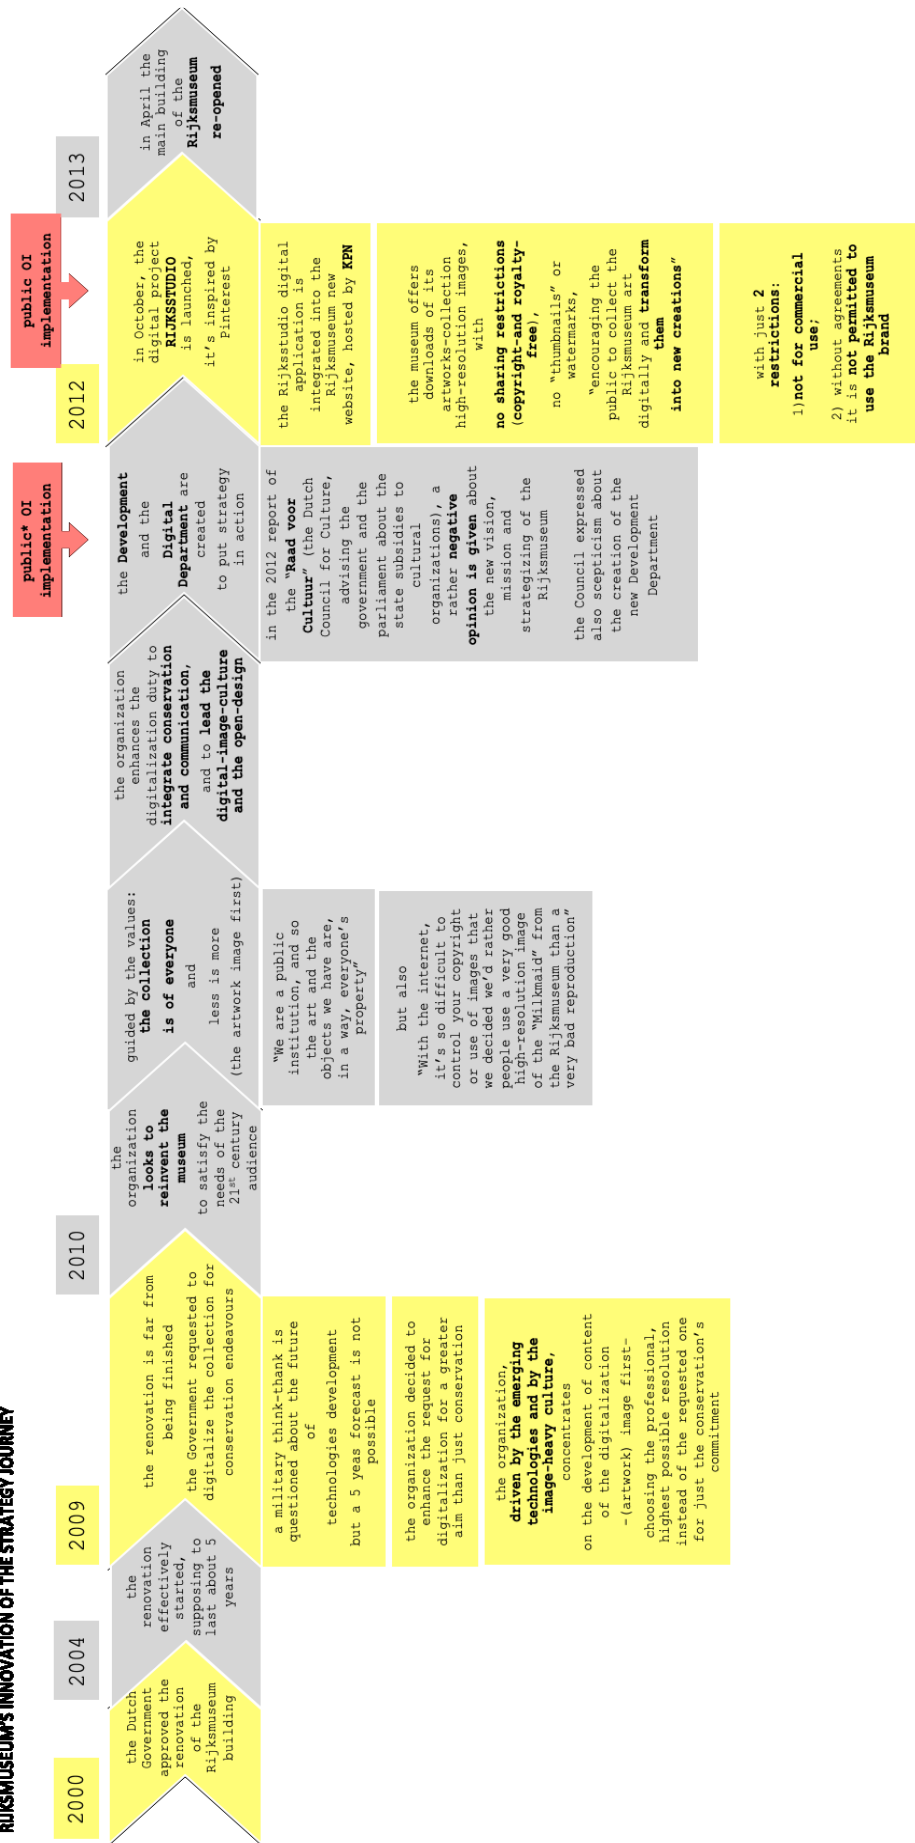 RIJKSMUSEUM'S INNOVATION OF THE STRATEGY JOURNEY
2000
the Dutch
Government
approved the
renovation
of the
Rijksmuseum
building
2004
the
renovation
effectively
started,
supposing to
last about 5
years
2009
the renovation is far from
being finished
the Government requested to
digitalize the collection for
conservation endeavours
a military think-thank is
questioned about the future
of
technologies development
but a 5 years forecast is not
possible
the organization decided to
enhance the request for
digitalization for a greater
aim than just conservation
the organization,
driven by the emerging
technologies and by the
image-heavy culture,
concentrates
on the development of content
of the digitalization
-(artwork) image first-
choosing the professional,
highest possible resolution
instead of the requested one
for just the conservation's
commitment
2010
the
organization
looks to
reinvent the
museum
to satisfy the
needs of the
21st century
audience
guided by the values:
the collection
is of everyone
and
less is more
(the artwork image first)
"We are a public
institution, and so
the art and the
objects we have are,
in a way, everyone's
property"
but also
"With the internet,
it's so difficult to
control your copyright
or use of images that
we decided we'd rather
people use a very good
high-resolution image
of the "Milkmaid" from
the Rijksmuseum than a
very bad reproduction"
the organization
enhances the
digitalization duty to
integrate conservation
and communication,
and to lead the
digital-image-culture
and the open-design
public* OI
implementation
the Development
and the
Digital
Department are
created
to put strategy
in action
in the 2012 report of
the "Raad voor
Cultuur" (the Dutch
Council for Culture,
advising the
government and the
parliament about the
state subsidies to
cultural
organizations), a
rather negative
opinion is given about
the new vision,
mission and
strategizing of the
Rijksmuseum
the Council expressed
also scepticism about
the creation of the
new Development
Department
2012
public OI
implementation
in October, the
digital project
RIJKSSTUDIO
is launched,
it's inspired by
pinterest
the Rijksstudio digital
application is
integrated into the
Rijksmuseum new
website, hosted by KPN
the museum offers
downloads of its
artworks-collection
high-resolution images,
with
no sharing restrictions
(copyright-and royalty-
free),
no "thumbnails" or
watermarks,
"encouraging the
public to collect the
Rijksmuseum art
digitally and transform
them
into new creations"
with just 2
restrictions:
1)not for commercial
use;
2) without agreements
it is not permitted to
use the Rijksmuseum
brand
2013
in April the
main building
of the
Rijksmuseum
re-opened